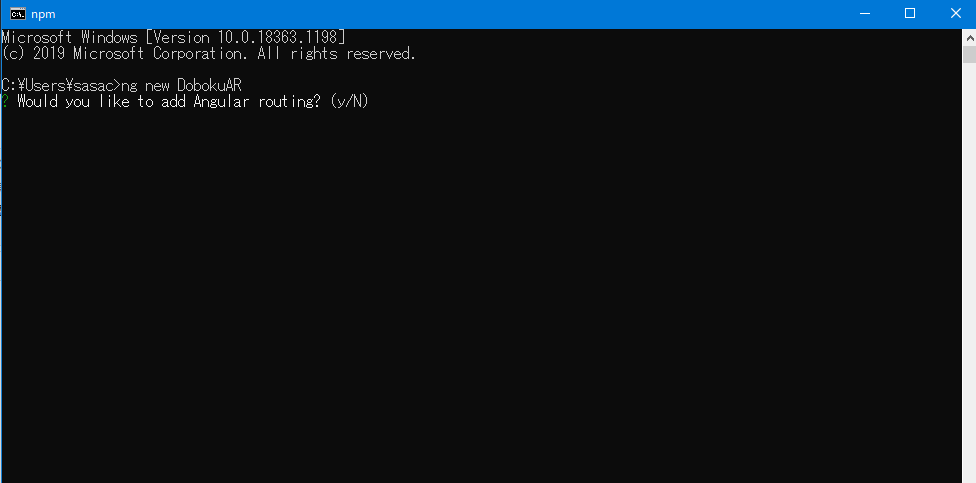 npm
Microsoft Windows [Version 10.0.18363.1198]
(c) 2019 Microsoft Corporation. All rights reserved.
C:¥Users¥sasac>ng new DobokuAR
? Would you like to add Angular routing? (y/N)